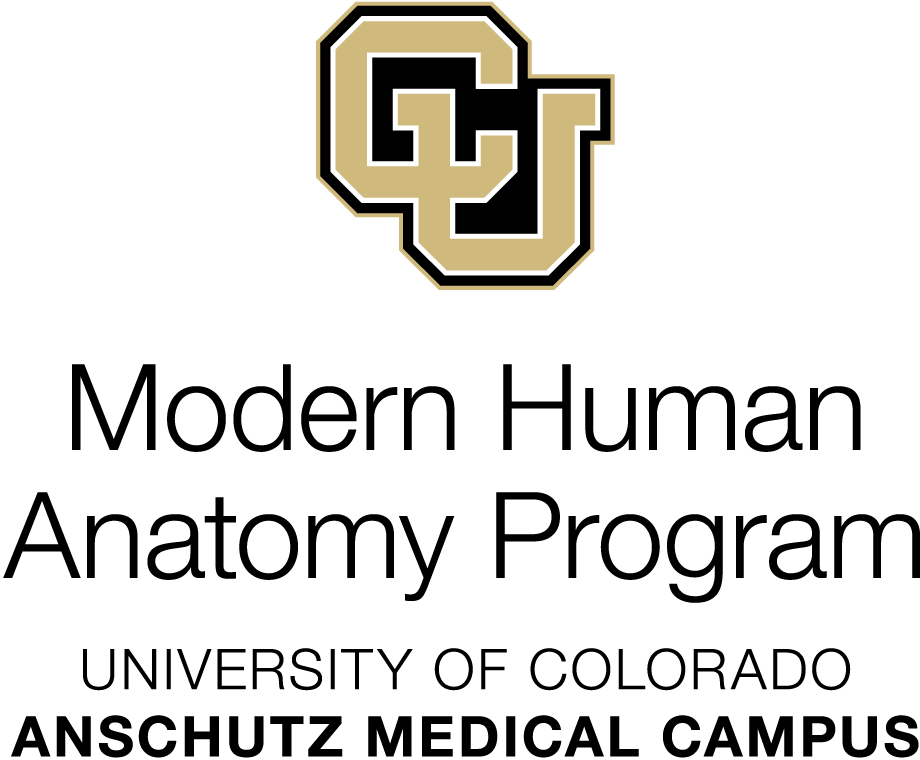 CU
Modern Human
Anatomy Program
UNIVERSITY OF COLORADO
ANSCHUTZ MEDICAL CAMPUS